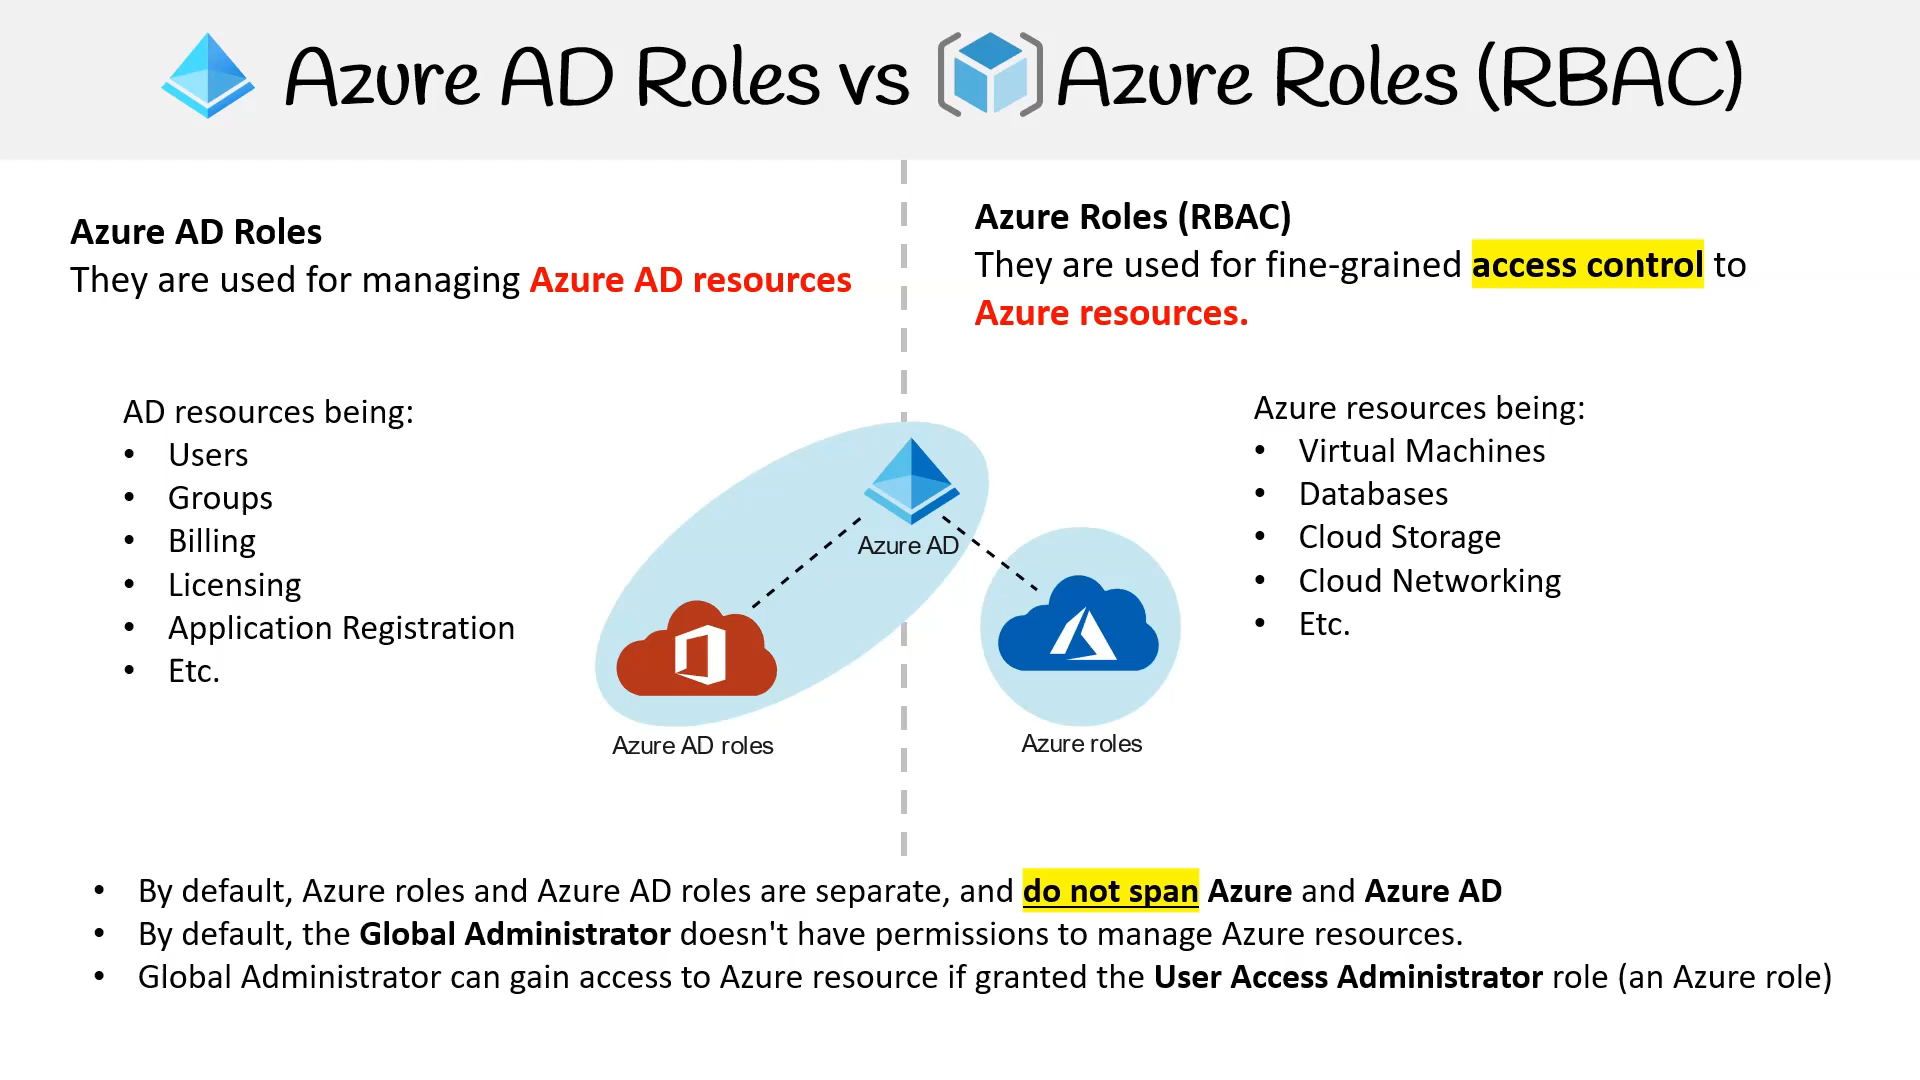 Azure AD Roles vs Azure Roles (RBAC)
Azure AD Roles
They are used for managing Azure AD resources
AD resources being:
• Users
• Groups
• Billing
• Licensing
• Application Registration
• Etc.
Azure Roles (RBAC)
They are used for fine-grained access control to
Azure resources.
Azure resources being:
• Virtual Machines
• Databases
• Cloud Storage
• Cloud Networking
• Etc.
Azure AD
Azure AD roles
Azure roles
• By default, Azure roles and Azure AD roles are separate, and do not span Azure and Azure AD
• By default, the Global Administrator doesn't have permissions to manage Azure resources.
• Global Administrator can gain access to Azure resource if granted the User Access Administrator role (an Azure role)